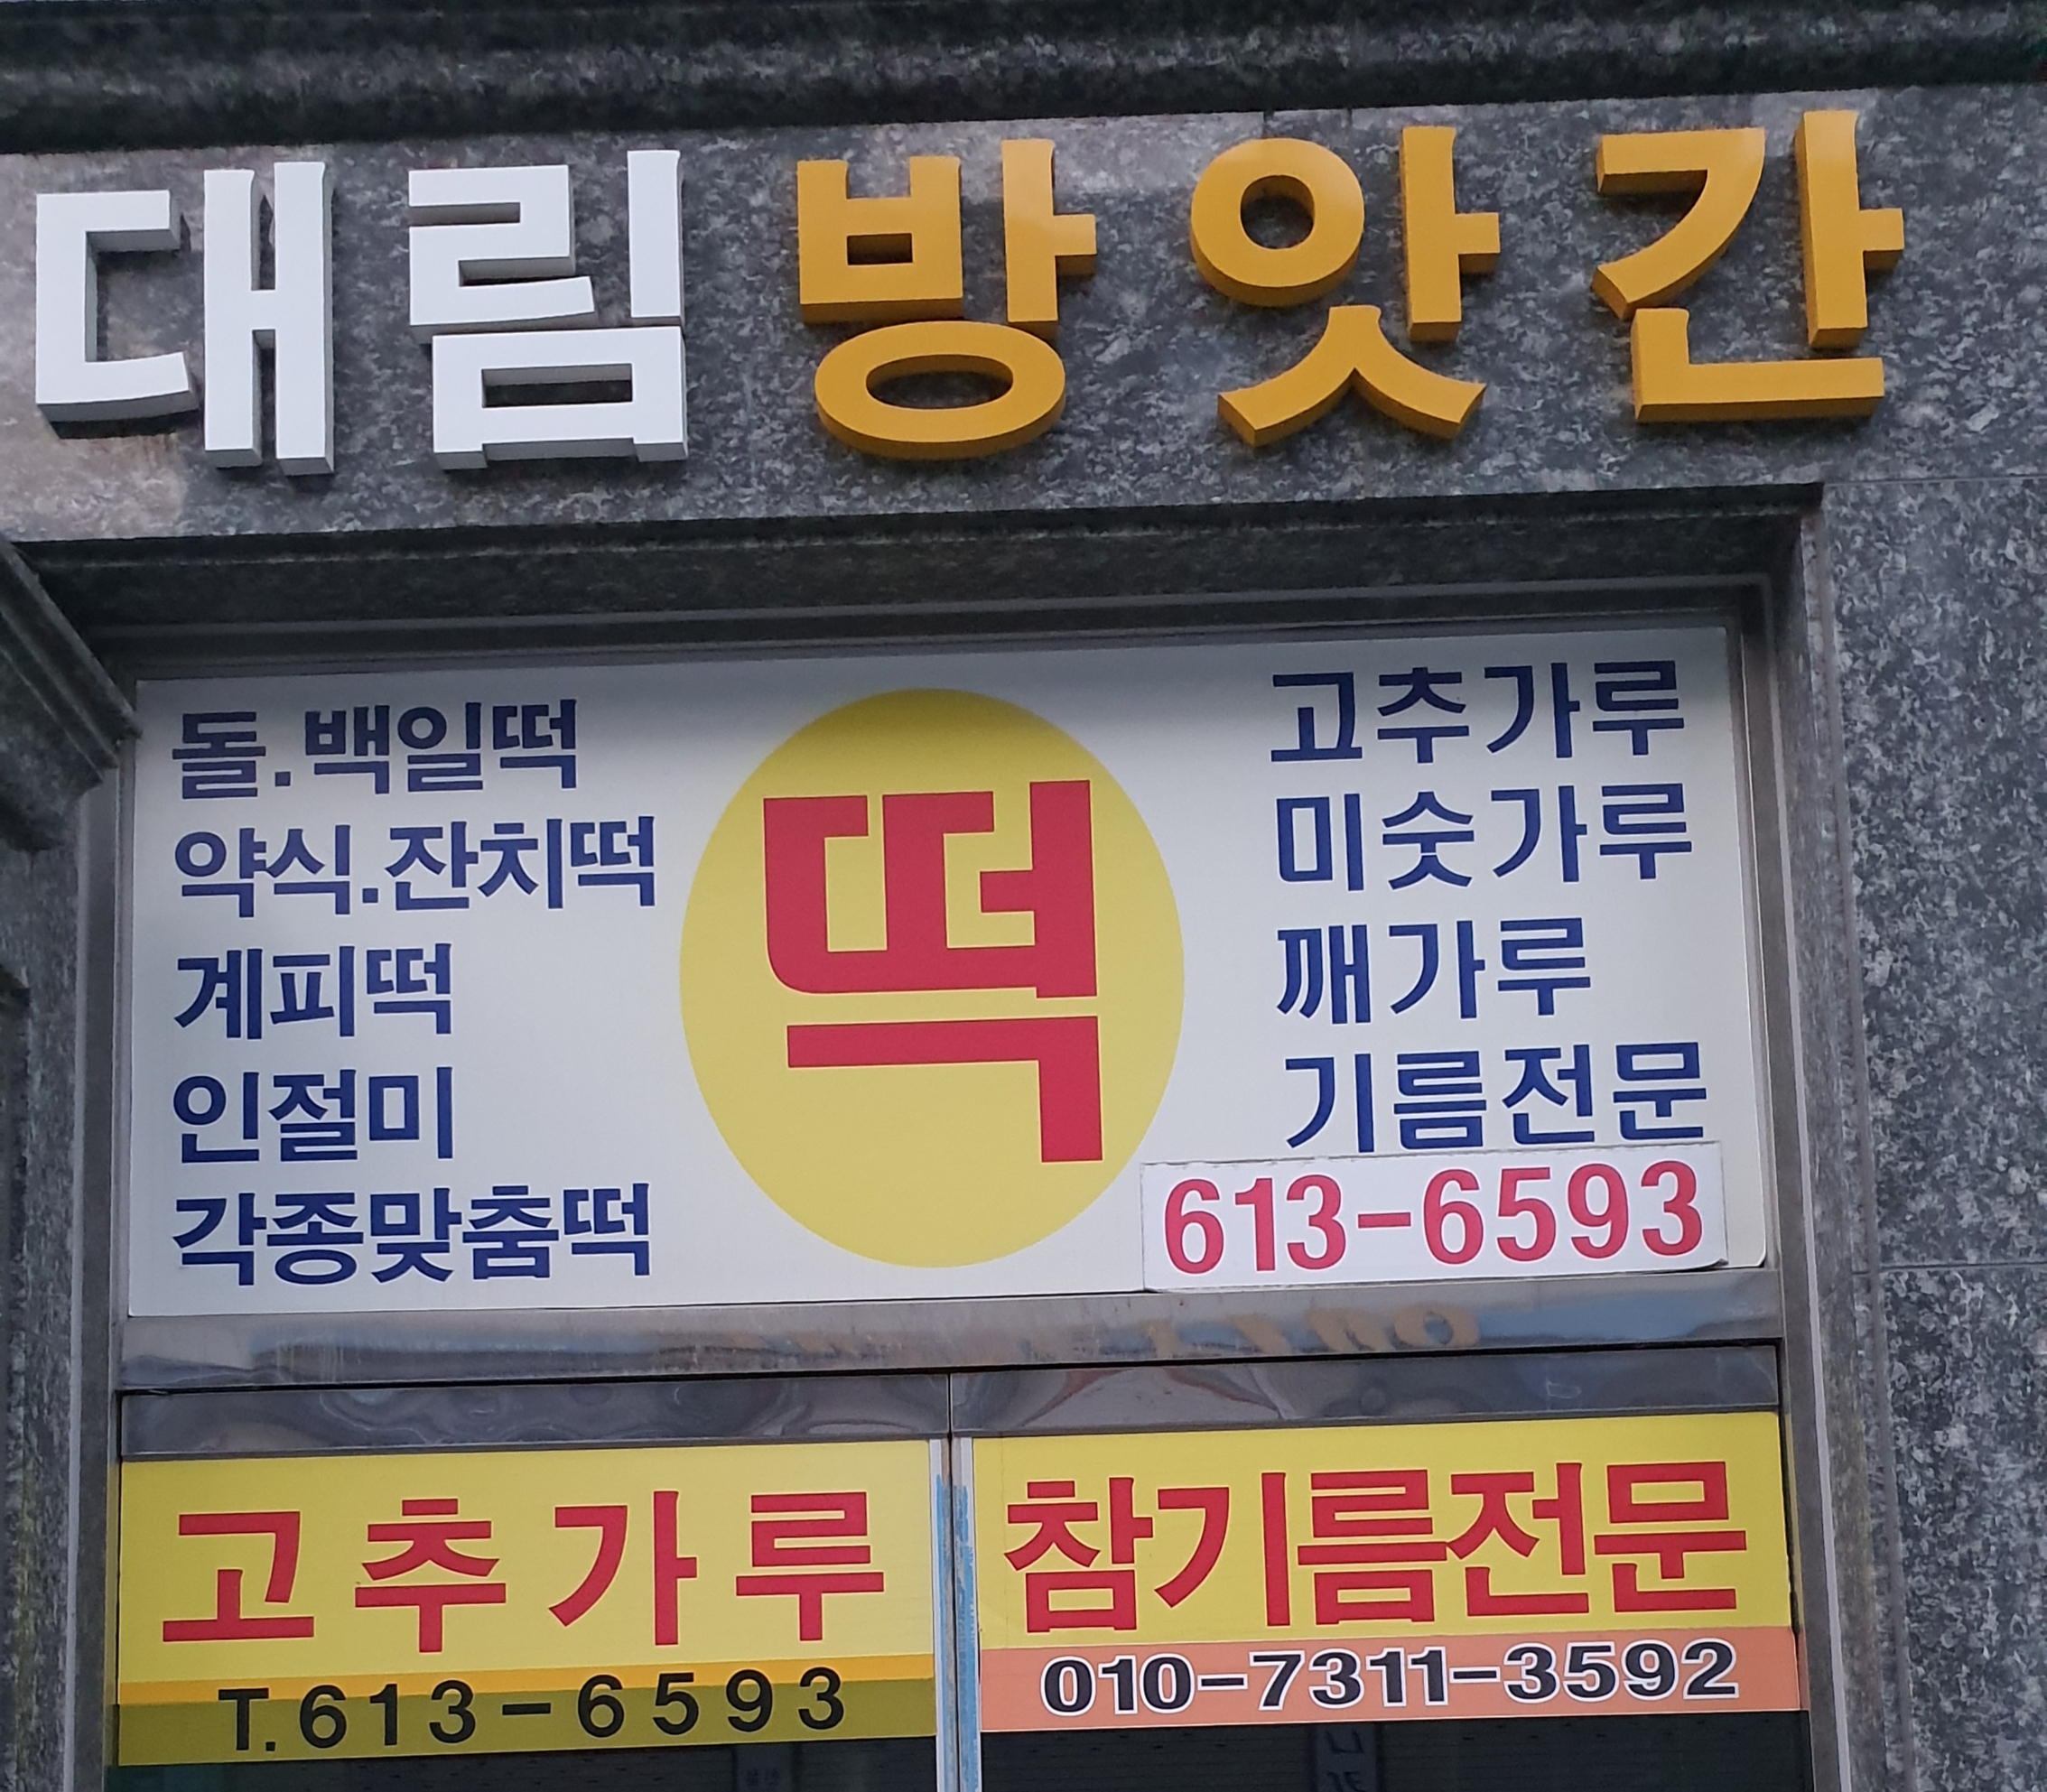 대림방앗간
돌.백일떡
약식.잔치떡
계피떡
인절미
각종맞춤떡
떡
고추가루
미숫가루
깨가루
기름전문
613-6593
고추가루
T.613-6593
참기름전문
010-7311-3592